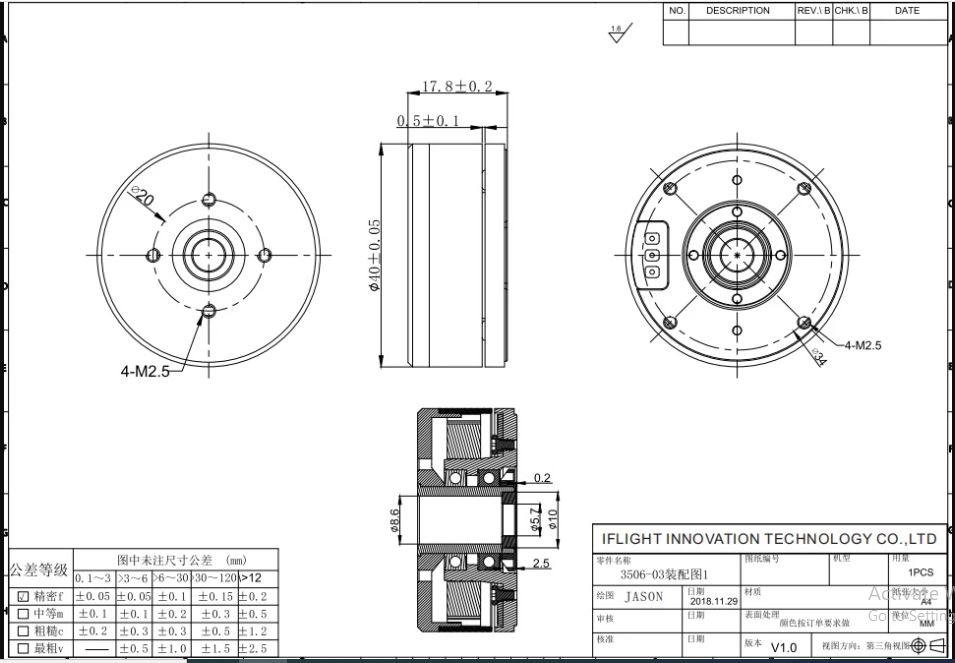 NO. DESCRIPTION REV.\ B CHK.\ B DATE
1.6
17.8±0.2
0.5±0.1
⌀20
⌀40±0.05
4-M2.5
4-M2.5
⌀34
0.2
⌀8.6
⌀5.7
⌀10
2.5
IFLIGHT INNOVATION TECHNOLOGY CO.,LTD
零件名称 图纸编号 机型 用量
3506-03装配图1 1PCS
绘图 JASON 日期 2018.11.29 材质 纸张大小 A4
审核 日期 表面处理 颜色按订单要求做 单位 MM
核准 日期 版本 V1.0 视图方向: 第三角视图
公差等级 图中未注尺寸公差 (mm)
0.1～3 >3～6 >6～30 >30～120 >12
☑ 精密f ±0.05 ±0.05 ±0.1 ±0.15 ±0.2
☐ 中等m ±0.1 ±0.1 ±0.2 ±0.3 ±0.5
☐ 粗糙c ±0.2 ±0.3 ±0.3 ±0.5 ±1.2
☐ 最粗v — ±0.5 ±1.0 ±1.5 ±2.5
Activate W
Go to Setting